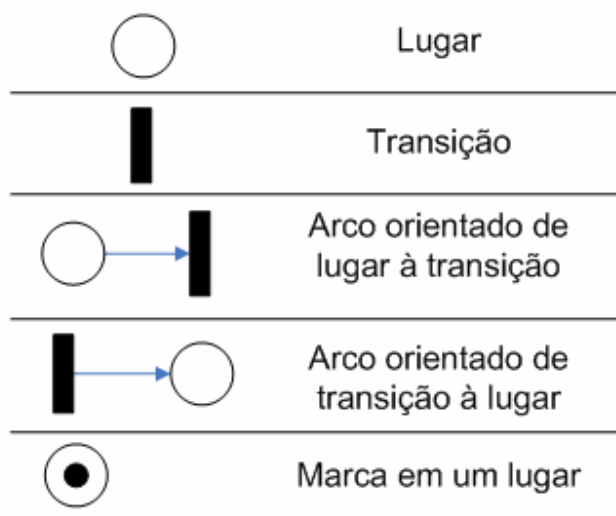 Lugar
Transição
Arco orientado de
lugar à transição
Arco orientado de
transição à lugar
Marca em um lugar